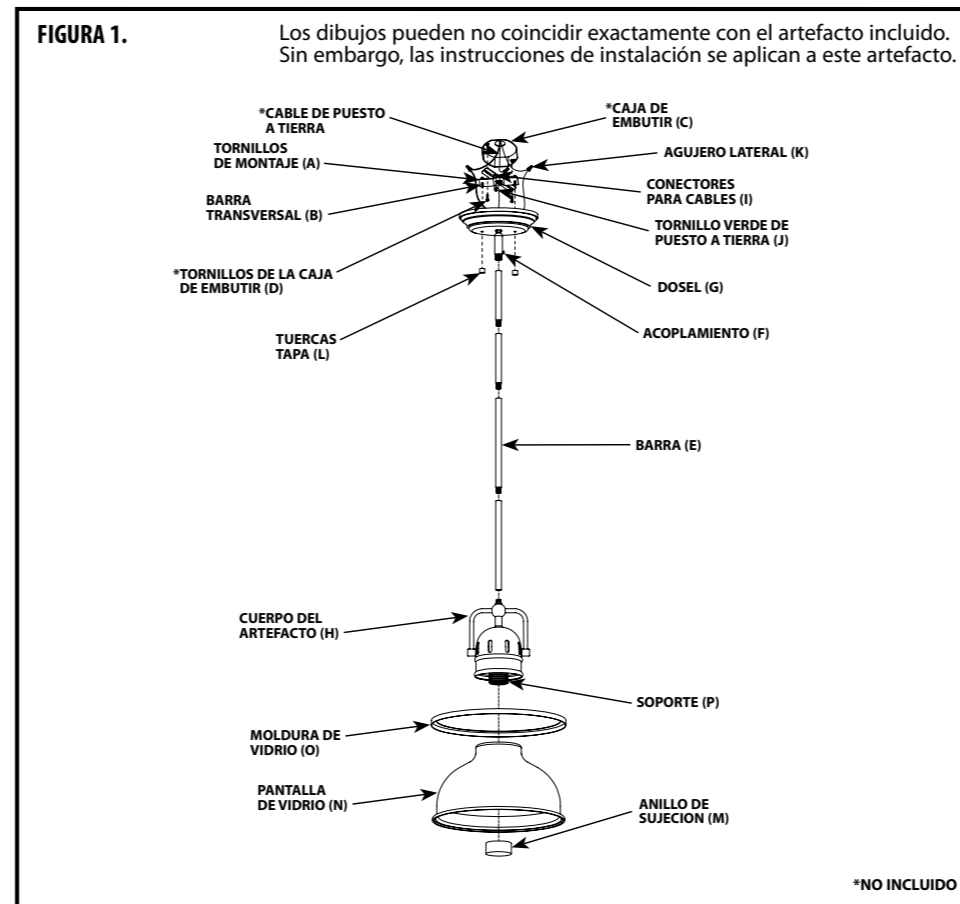 FIGURA 1.
Los dibujos pueden no coincidir exactamente con el artefacto incluido.
Sin embargo, las instrucciones de instalación se aplican a este artefacto.
*CABLE DE PUESTO
A TIERRA
*CAJA DE
EMBUTIR (C)
TORNILLOS
DE MONTAJE (A)
AGUJERO LATERAL (K)
BARRA
TRANSVERSAL (B)
CONECTORES
PARA CABLES (I)
TORNILLO VERDE DE
PUESTO A TIERRA (J)
*TORNILLOS DE LA CAJA
DE EMBUTIR (D)
DOSEL (G)
TUERCAS
TAPA (L)
ACOPLAMIENTO (F)
BARRA (E)
CUERPO DEL
ARTEFACTO (H)
SOPORTE (P)
MOLDURA DE
VIDRIO (O)
PANTALLA
DE VIDRIO (N)
ANILLO DE
SUJECION (M)
*NO INCLUIDO